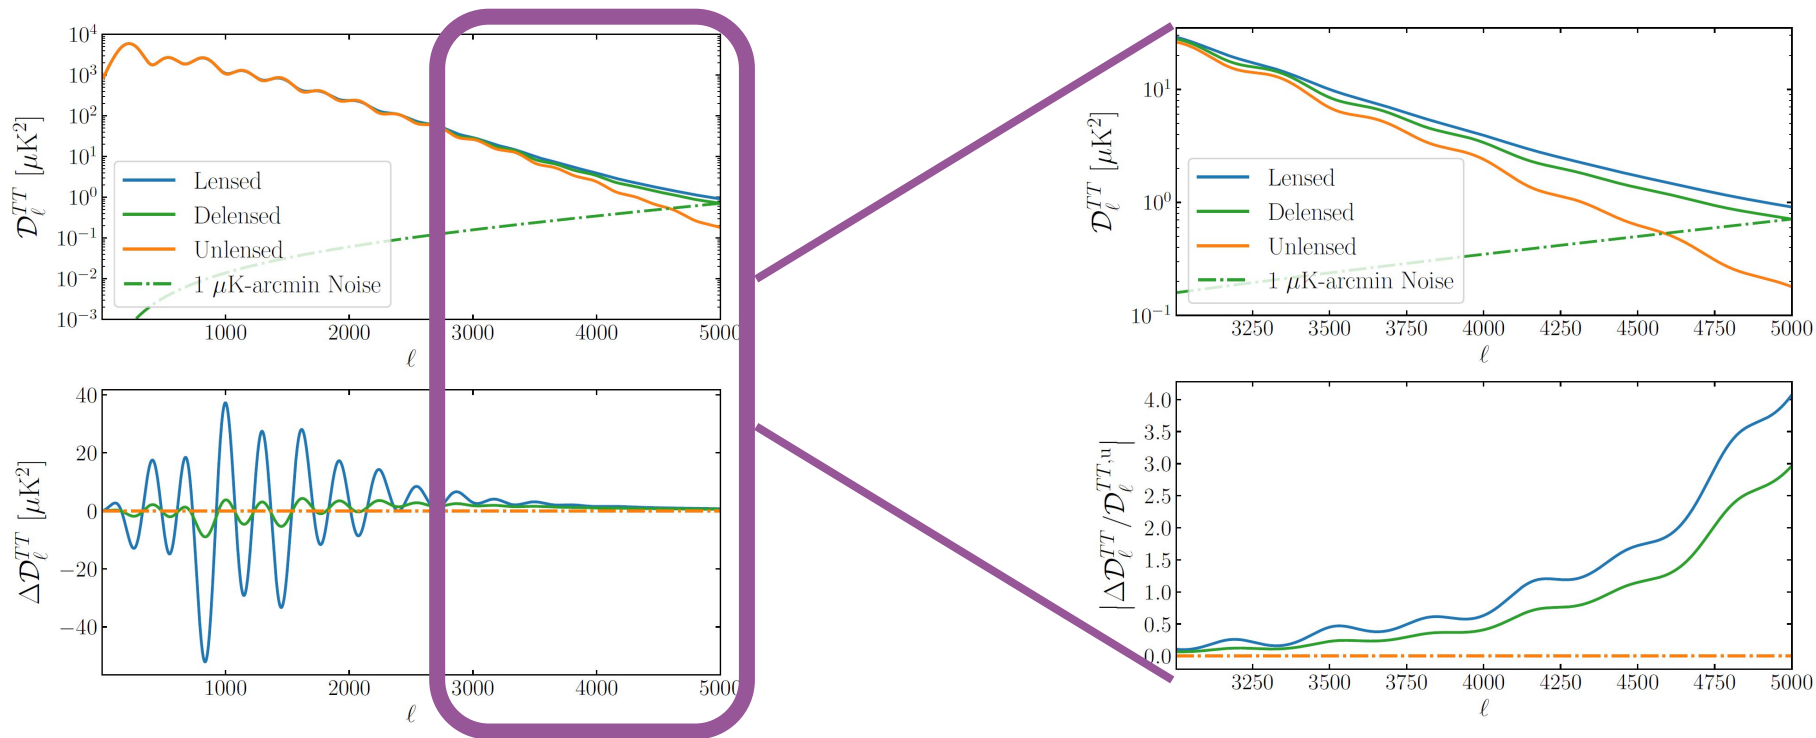 10^4
10^3
10^2
10^1
10^0
10^{-1}
10^{-2}
10^{-3}
𝒟_ℓ^{TT} [μK²]
Lensed
Delensed
Unlensed
1 μK-arcmin Noise
1000 2000 3000 4000 5000
ℓ
40
20
0
−20
−40
Δ𝒟_ℓ^{TT} [μK²]
1000 2000 3000 4000 5000
ℓ
10^1
10^0
10^{-1}
𝒟_ℓ^{TT} [μK²]
Lensed
Delensed
Unlensed
1 μK-arcmin Noise
3250 3500 3750 4000 4250 4500 4750 5000
ℓ
4.0
3.5
3.0
2.5
2.0
1.5
1.0
0.5
0.0
|Δ𝒟_ℓ^{TT}/𝒟_ℓ^{TT,u}|
3250 3500 3750 4000 4250 4500 4750 5000
ℓ